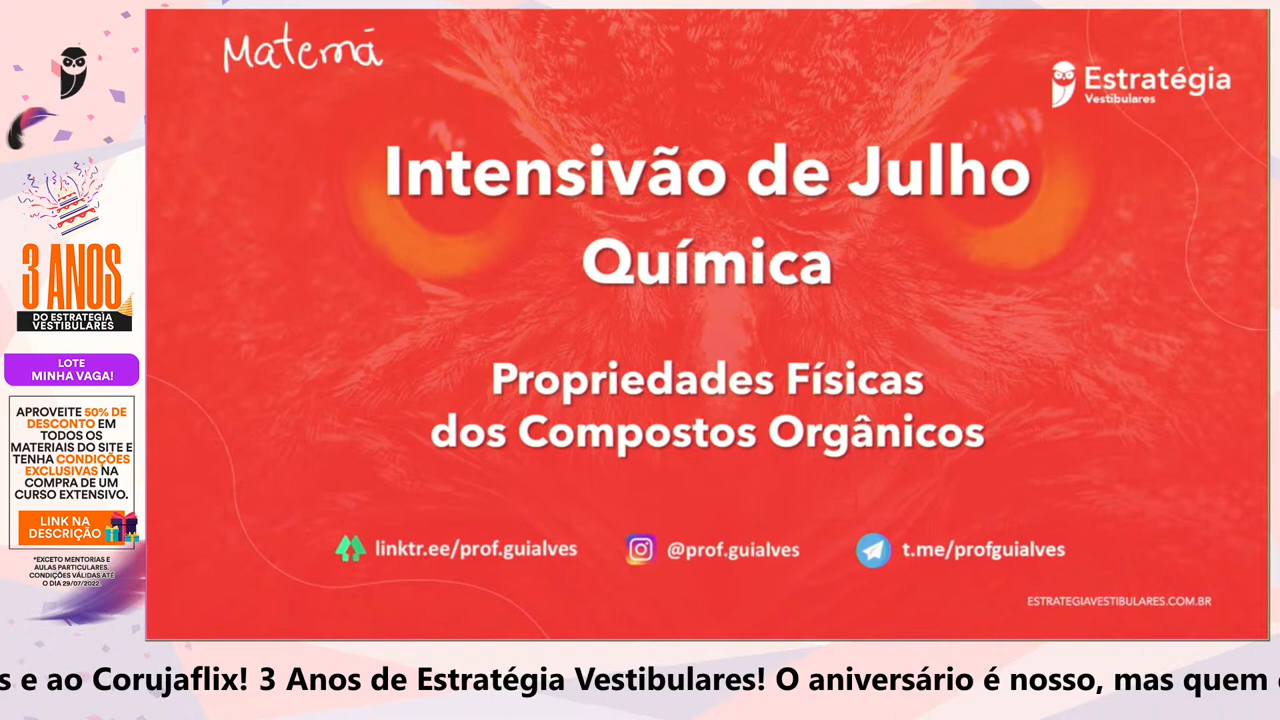 Matemá
Estratégia
Vestibulares
Intensivão de Julho
Química
Propriedades Físicas
dos Compostos Orgânicos
linktr.ee/prof.guialves
@prof.guialves
t.me/profguialves
ESTRATEGIAVESTIBULARES.COM.BR
3 ANOS
DO ESTRATEGIA
VESTIBULARES
LOTE
MINHA VAGA!
APROVEITE 50% DE
DESCONTO EM
TODOS OS
MATERIAIS DO SITE E
TENHA CONDIÇÕES
EXCLUSIVAS NA
COMPRA DE UM
CURSO EXTENSIVO.
LINK NA
DESCRIÇÃO
*EXCETO MENTORIAS E
AULAS PARTICULARES.
CONDIÇÕES VÁLIDAS ATÉ
O DIA 29/07/2022.
s e ao Corujaflix! 3 Anos de Estratégia Vestibulares! O aniversário é nosso, mas quem